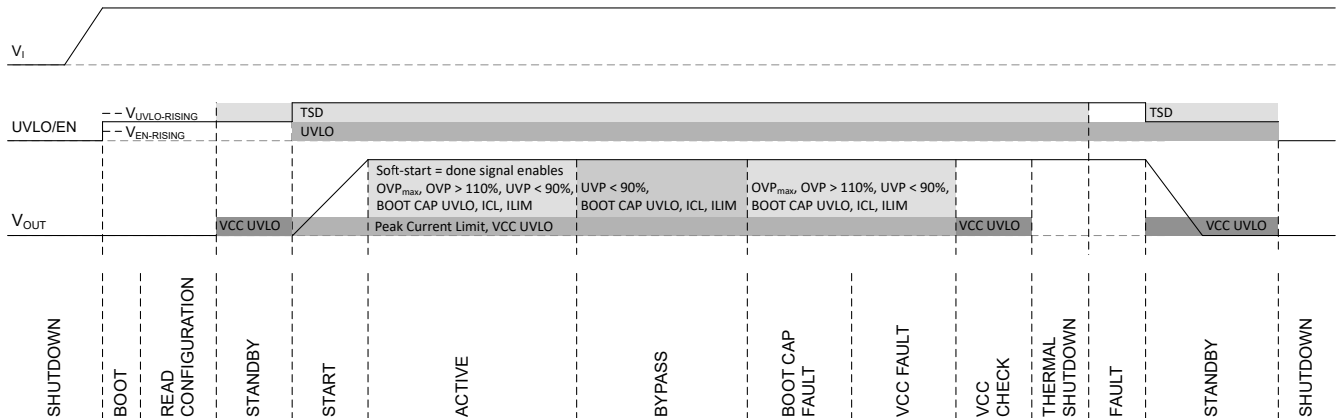 VI
VUVLO-RISING
TSD
TSD
UVLO/EN
VEN-RISING
UVLO
Soft-start = done signal enables
OVPmax, OVP > 110%, UVP < 90%,
BOOT CAP UVLO, ICL, ILIM
UVP < 90%,
BOOT CAP UVLO, ICL, ILIM
OVPmax, OVP > 110%, UVP < 90%,
BOOT CAP UVLO, ICL, ILIM
VOUT
VCC UVLO
Peak Current Limit, VCC UVLO
VCC UVLO
VCC UVLO
SHUTDOWN
BOOT
READ
CONFIGURATION
STANDBY
START
ACTIVE
BYPASS
BOOT CAP
FAULT
VCC FAULT
VCC
CHECK
THERMAL
SHUTDOWN
FAULT
STANDBY
SHUTDOWN